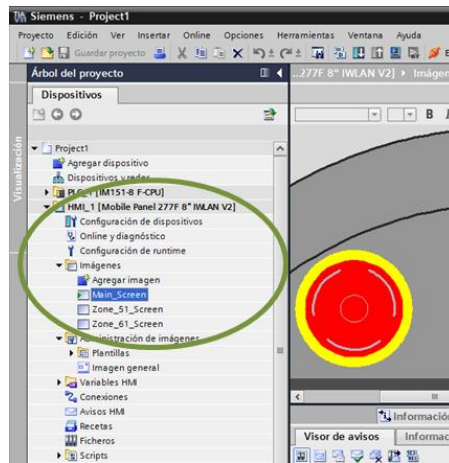 Siemens - Project1
Proyecto Edición Ver Insertar Online Opciones Herramientas Ventana Ayuda
Guardar proyecto
Árbol del proyecto
...277F 8" IWLAN V2]
Dispositivos
B
Visualización
Project1
Agregar dispositivo
Dispositivos y redes
PLC_1 [IM151-8 F-CPU]
HMI_1 [Mobile Panel 277F 8" IWLAN V2]
Configuración de dispositivos
Online y diagnóstico
Configuración de runtime
Imágenes
Agregar imagen
Main_Screen
Zone_51_Screen
Zone_61_Screen
Administración de imágenes
Plantillas
Imagen general
Variables HMI
Conexiones
Avisos HMI
Recetas
Ficheros
Scripts
Visor de avisos